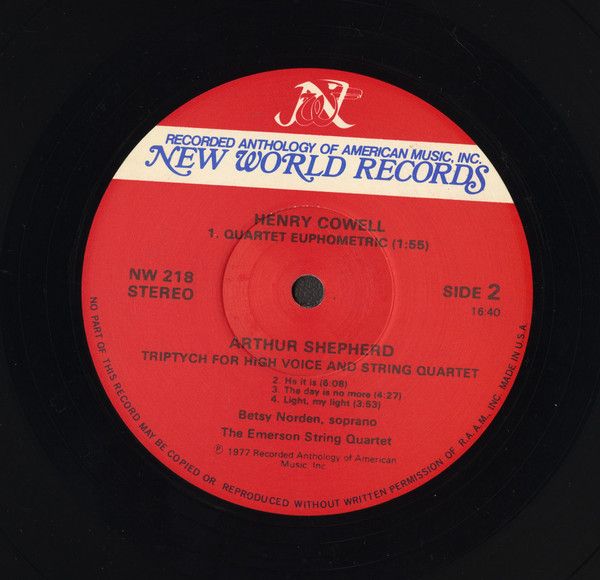 RECORDED ANTHOLOGY OF AMERICAN MUSIC, INC.
NEW WORLD RECORDS
HENRY COWELL
1. QUARTET EUPHOMETRIC (1:55)
NW 218
STEREO
SIDE 2
16:40
ARTHUR SHEPHERD
TRIPTYCH FOR HIGH VOICE AND STRING QUARTET
2. He it is (6:08)
3. The day is no more (4:27)
4. Light, my light (3:53)
Betsy Norden, soprano
The Emerson String Quartet
℗ 1977 Recorded Anthology of American
Music, Inc.
NO PART OF THIS RECORD MAY BE COPIED OR REPRODUCED WITHOUT WRITTEN PERMISSION OF R.A.A.M., INC. MADE IN U.S.A.